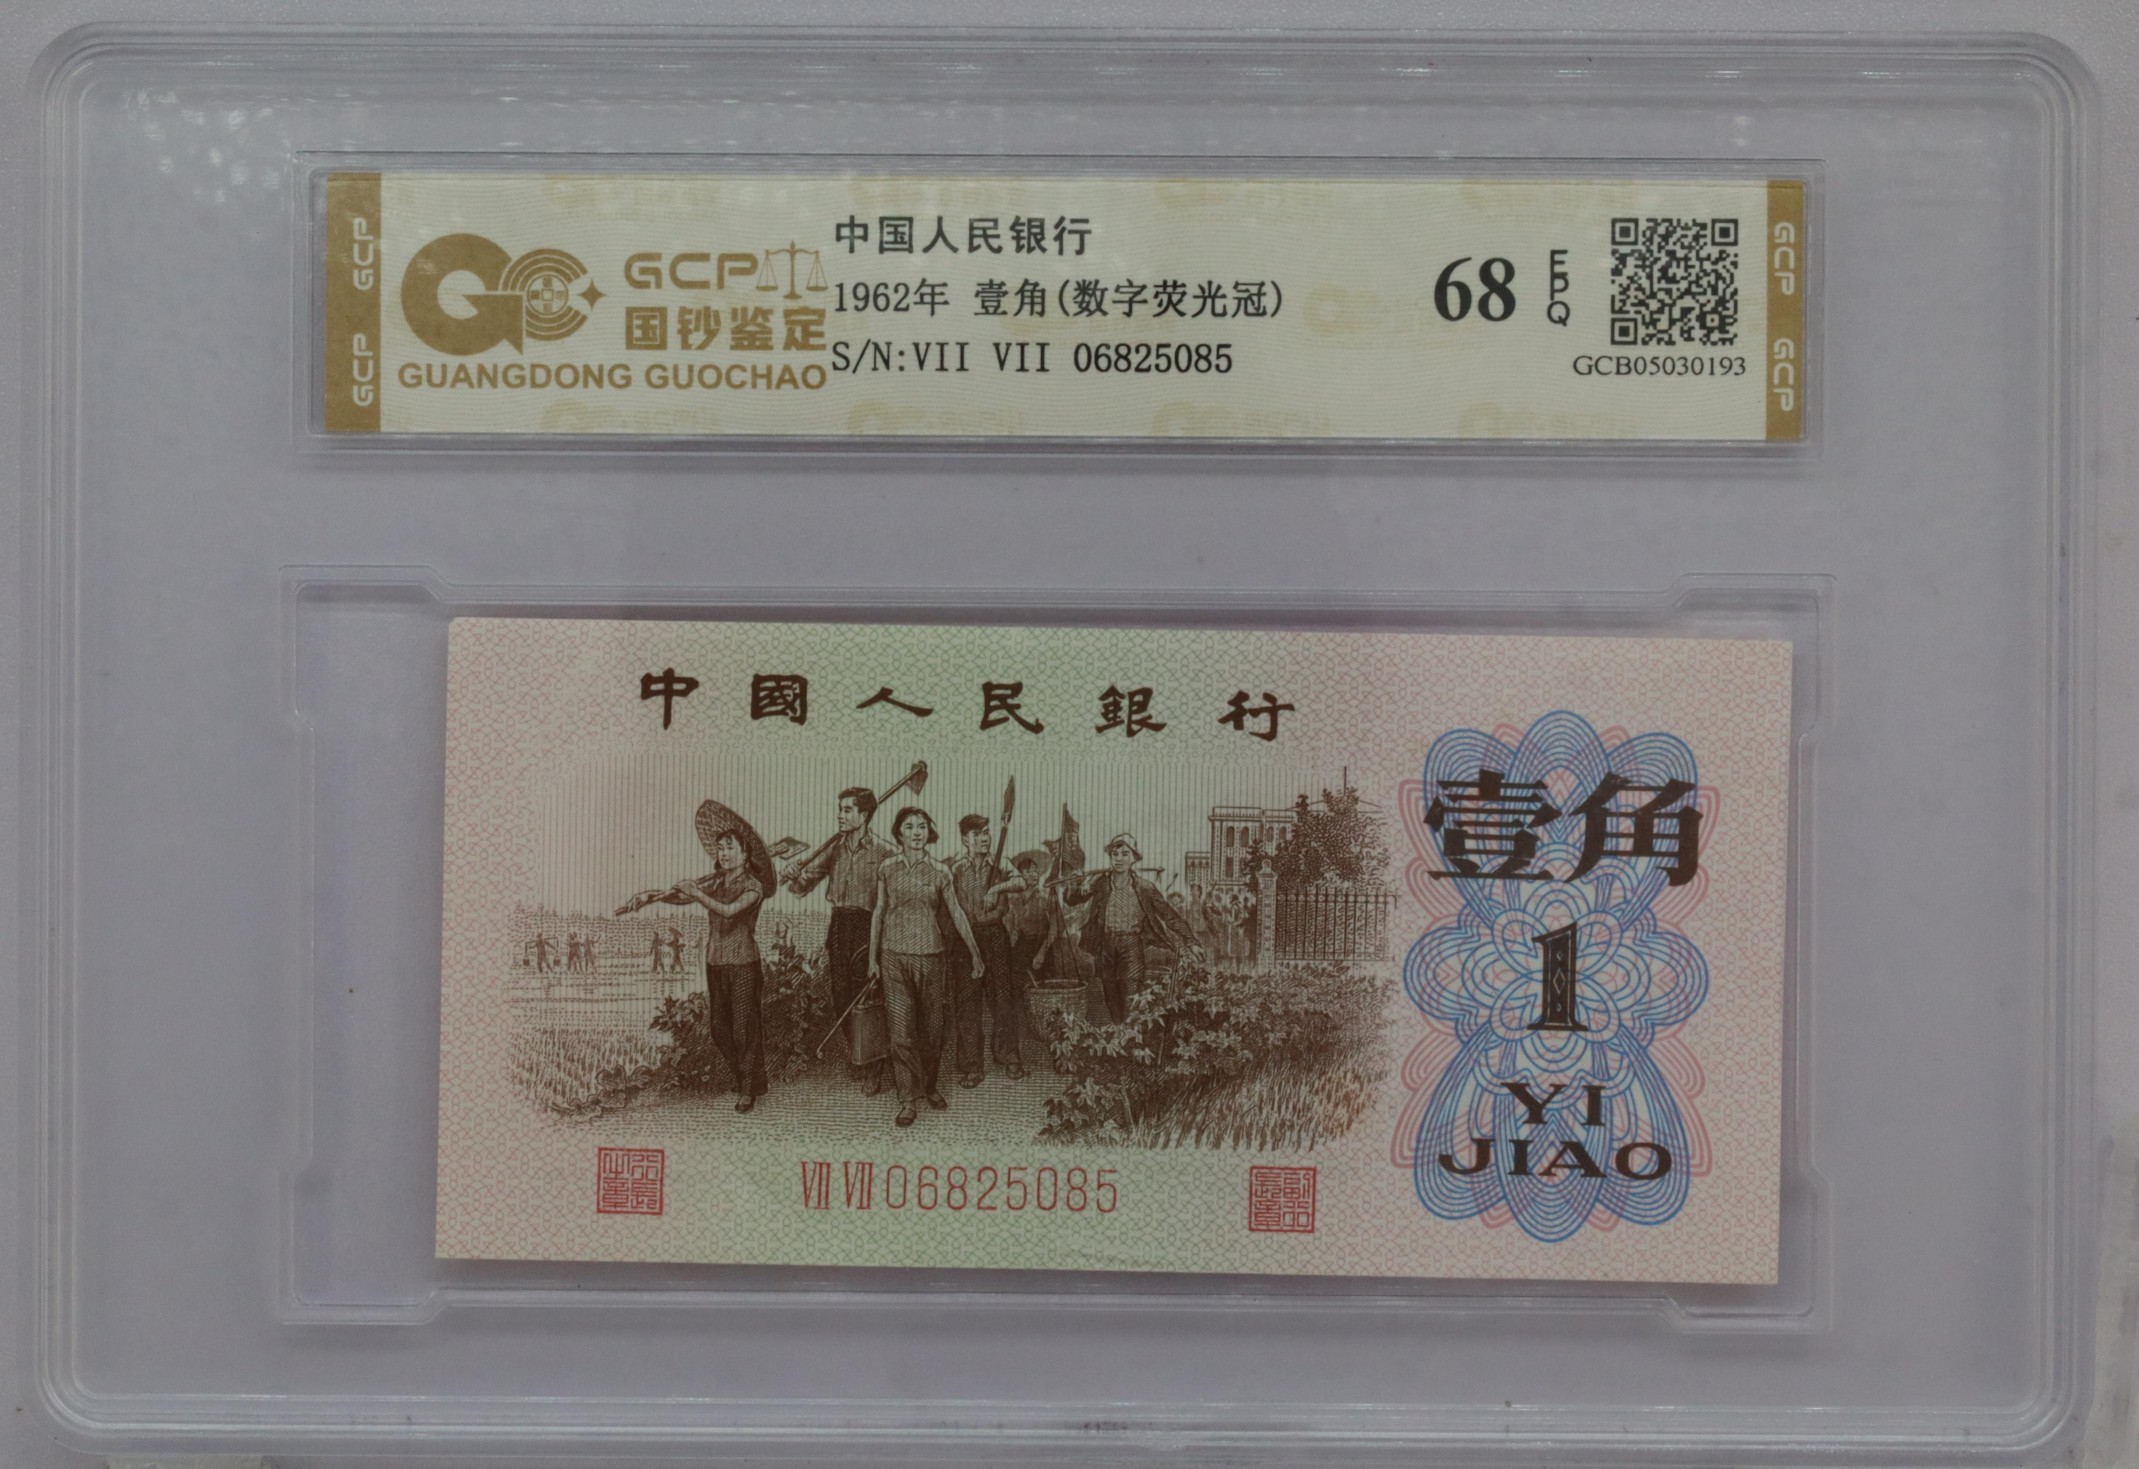 GCP
GCP
GCP
国钞鉴定
GUANGDONG GUOCHAO
中国人民银行
1962年 壹角(数字荧光冠)
S/N:VII VII 06825085
68
EPQ
GCB05030193
GCP
GCP
中國人民銀行
壹角
1
YI
JIAO
VII VII 06825085